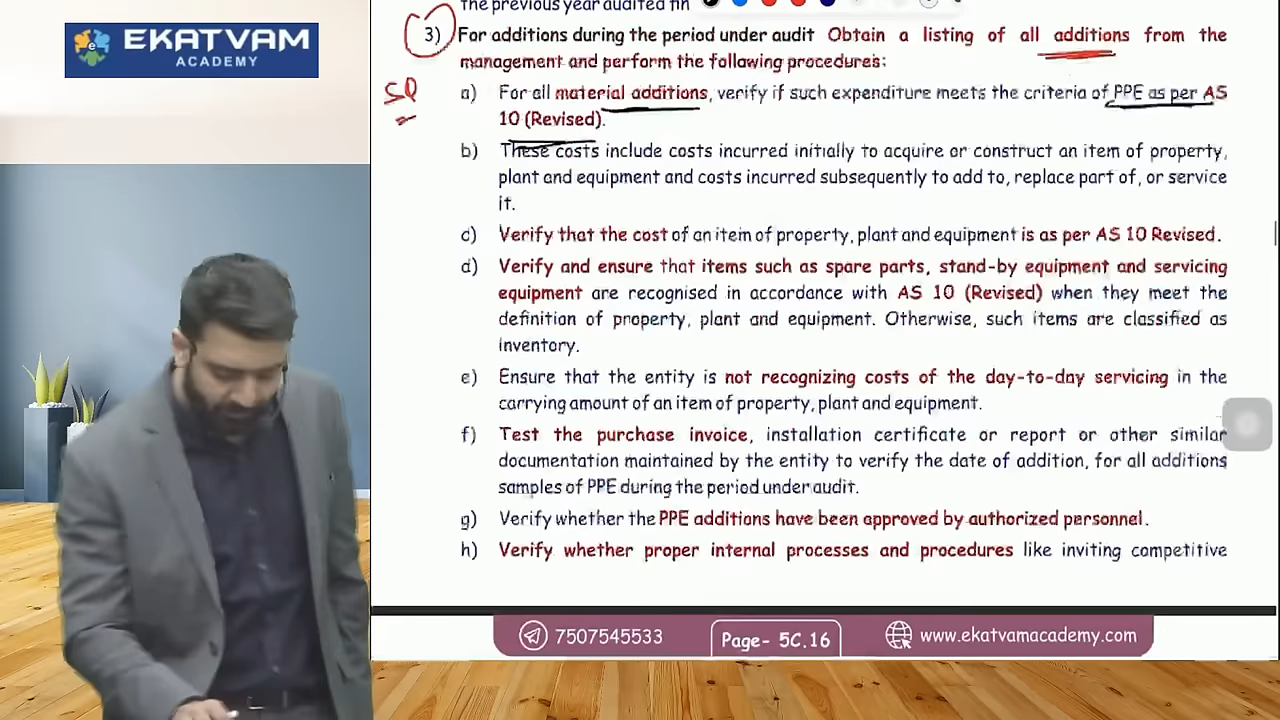 EKATVAM
ACADEMY
the previous year audited fin
3) For additions during the period under audit Obtain a listing of all additions from the
management and perform the following procedures:
SQ
a) For all material additions, verify if such expenditure meets the criteria of PPE as per AS
10 (Revised).
b) These costs include costs incurred initially to acquire or construct an item of property,
plant and equipment and costs incurred subsequently to add to, replace part of, or service
it.
c) Verify that the cost of an item of property, plant and equipment is as per AS 10 Revised.
d) Verify and ensure that items such as spare parts, stand-by equipment and servicing
equipment are recognised in accordance with AS 10 (Revised) when they meet the
definition of property, plant and equipment. Otherwise, such items are classified as
inventory.
e) Ensure that the entity is not recognizing costs of the day-to-day servicing in the
carrying amount of an item of property, plant and equipment.
f) Test the purchase invoice, installation certificate or report or other similar
documentation maintained by the entity to verify the date of addition, for all additions
samples of PPE during the period under audit.
g) Verify whether the PPE additions have been approved by authorized personnel.
h) Verify whether proper internal processes and procedures like inviting competitive
7507545533
Page- 5C.16
www.ekatvamacademy.com